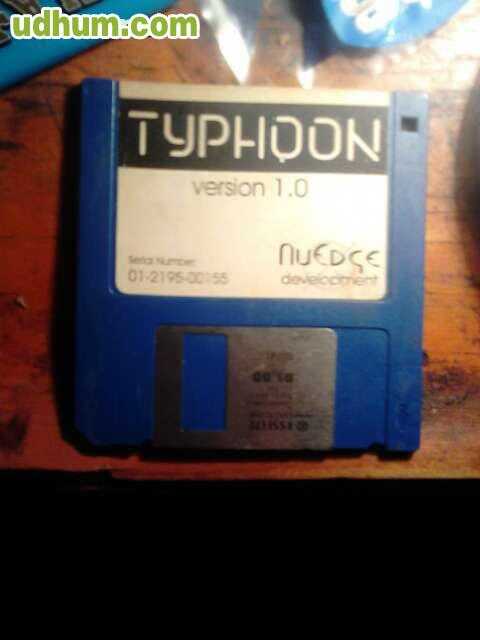 udhum.com
TYPHOON
version 1.0
Serial Number:
01-2195-00155
NUEDGE
development